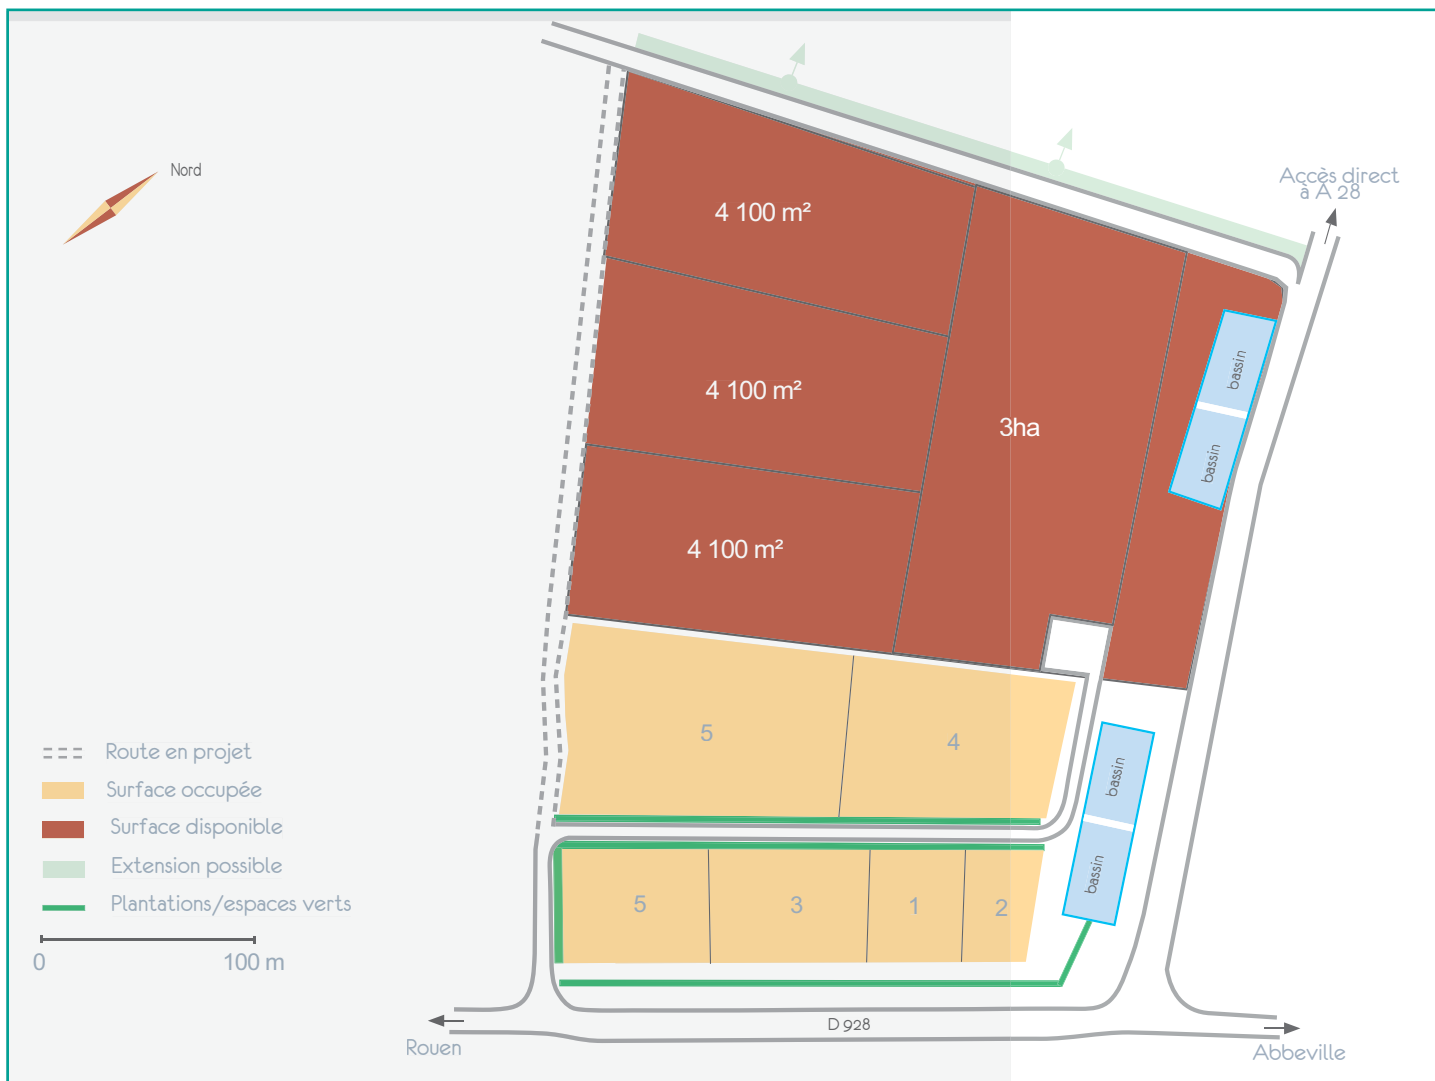 Nord
Accès direct
à A 28
4 100 m²
4 100 m²
3ha
4 100 m²
bassin
bassin
5
4
bassin
bassin
5
3
1
2
Route en projet
Surface occupée
Surface disponible
Extension possible
Plantations/espaces verts
0
100 m
D 928
Rouen
Abbeville